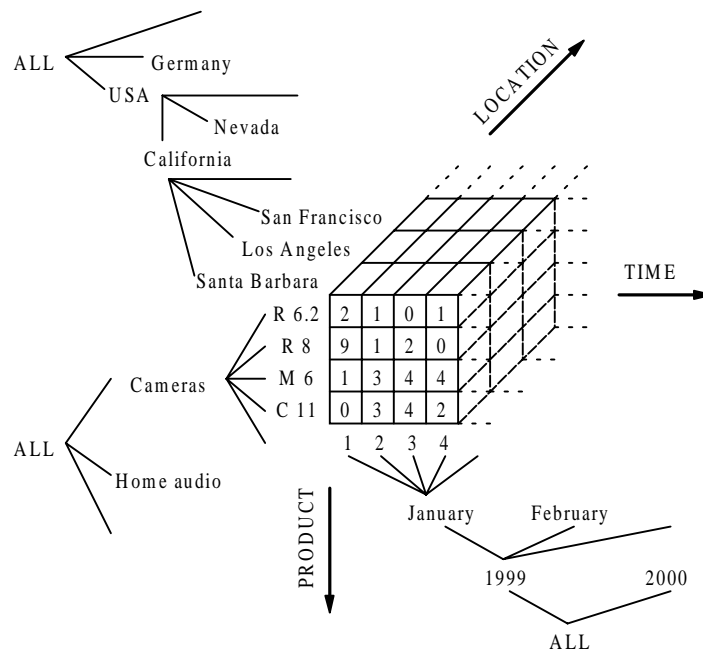 ALL
Germany
USA
Nevada
California
San Francisco
Los Angeles
Santa Barbara
LOCATION
TIME
R 6.2 2 1 0 1
R 8 9 1 2 0
M 6 1 3 4 4
C 11 0 3 4 2
1 2 3 4
Cameras
ALL
Home audio
PRODUCT
January February
1999 2000
ALL